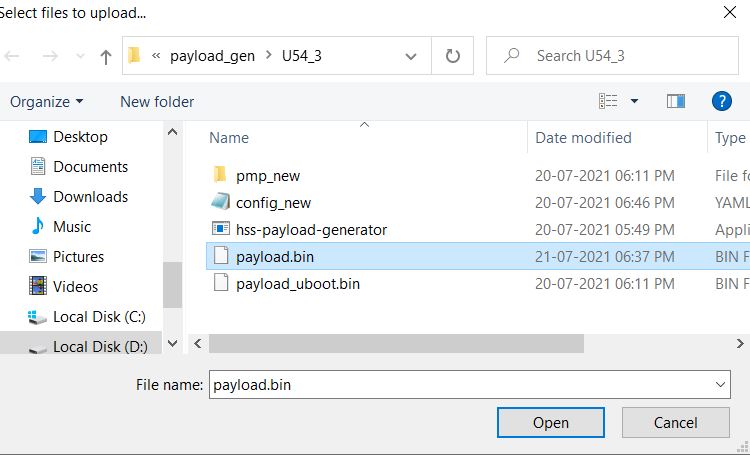 Select files to upload...
« payload_gen > U54_3
Search U54_3
Organize
New folder
?
Desktop
Documents
Downloads
Music
Pictures
Videos
Local Disk (C:)
Local Disk (D:)
Name Date modified Type
pmp_new 20-07-2021 06:11 PM File fo
config_new 20-07-2021 06:46 PM YAML
hss-payload-generator 20-07-2021 05:49 PM Appli
payload.bin 21-07-2021 06:37 PM BIN F
payload_uboot.bin 20-07-2021 06:11 PM BIN F
File name: payload.bin
Open Cancel